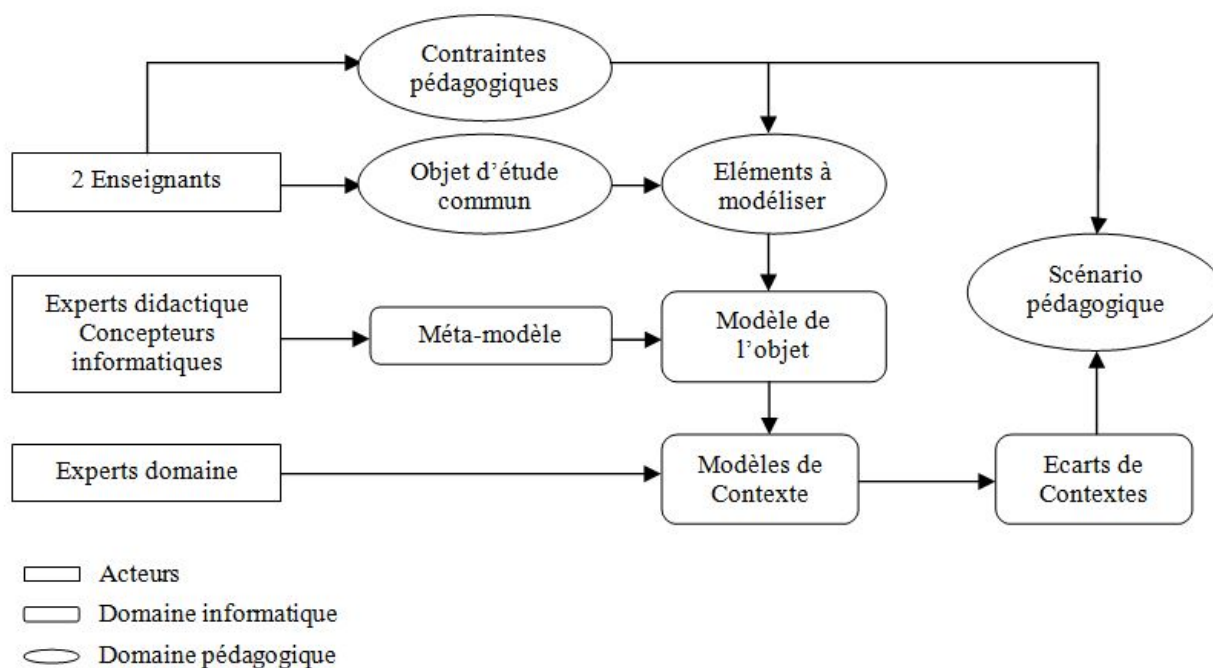 Contraintes
pédagogiques
2 Enseignants
Objet d’étude
commun
Eléments à
modéliser
Scénario
pédagogique
Experts didactique
Concepteurs
informatiques
Méta-modèle
Modèle de
l’objet
Experts domaine
Modèles de
Contexte
Ecarts de
Contextes
Acteurs
Domaine informatique
Domaine pédagogique